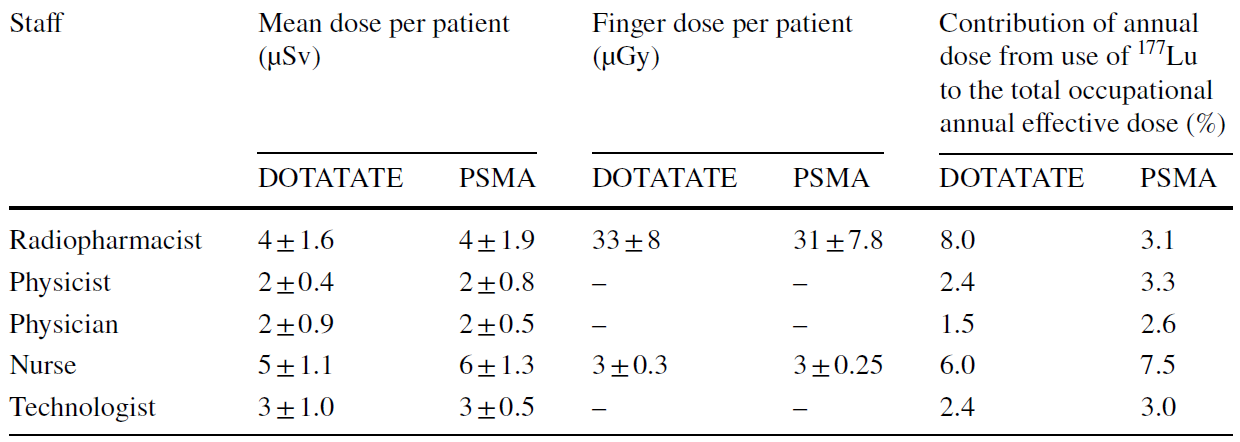 Staff Mean dose per patient Finger dose per patient Contribution of annual
(μSv) (μGy) dose from use of ¹⁷⁷Lu
to the total occupational
annual effective dose (%)
DOTATATE PSMA DOTATATE PSMA DOTATATE PSMA
Radiopharmacist 4±1.6 4±1.9 33±8 31±7.8 8.0 3.1
Physicist 2±0.4 2±0.8 – – 2.4 3.3
Physician 2±0.9 2±0.5 – – 1.5 2.6
Nurse 5±1.1 6±1.3 3±0.3 3±0.25 6.0 7.5
Technologist 3±1.0 3±0.5 – – 2.4 3.0